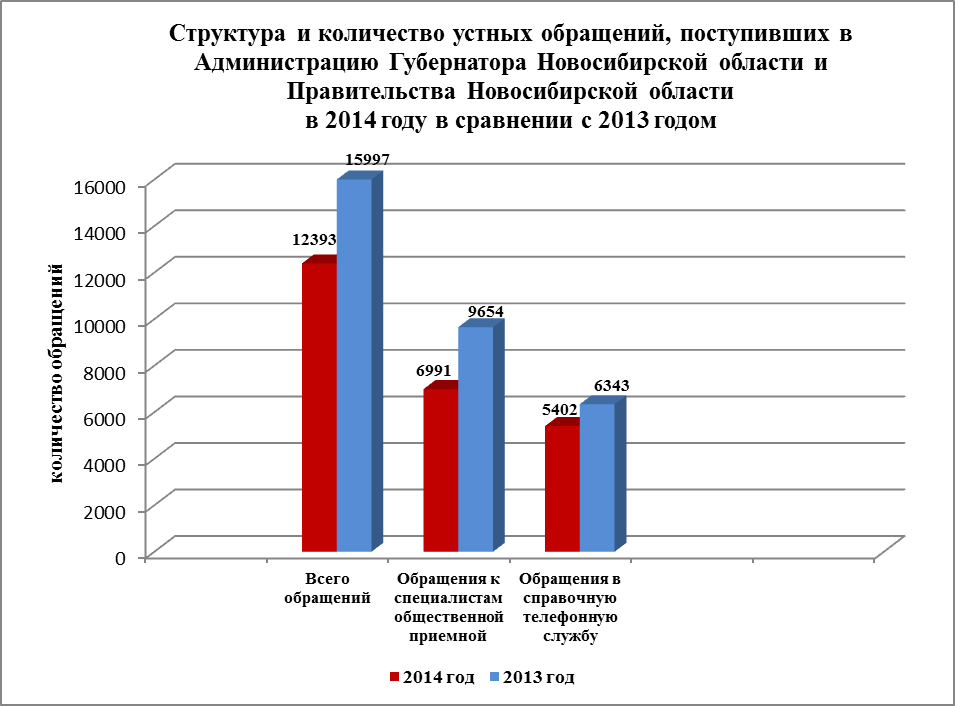 Структура и количество устных обращений, поступивших в
Администрацию Губернатора Новосибирской области и
Правительства Новосибирской области
в 2014 году в сравнении с 2013 годом
количество обращений
16000
14000
12000
10000
8000
6000
4000
2000
0
12393
15997
6991
9654
5402
6343
Всего
обращений
Обращения к
специалистам
общественной
приемной
Обращения в
справочную
телефонную
службу
2014 год
2013 год